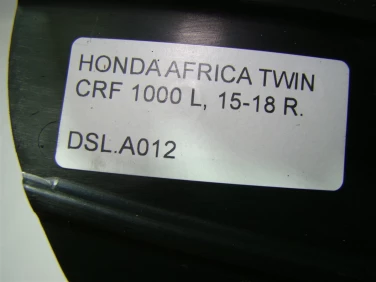 HONDA AFRICA TWIN
CRF 1000 L, 15-18 R.
DSL.A012